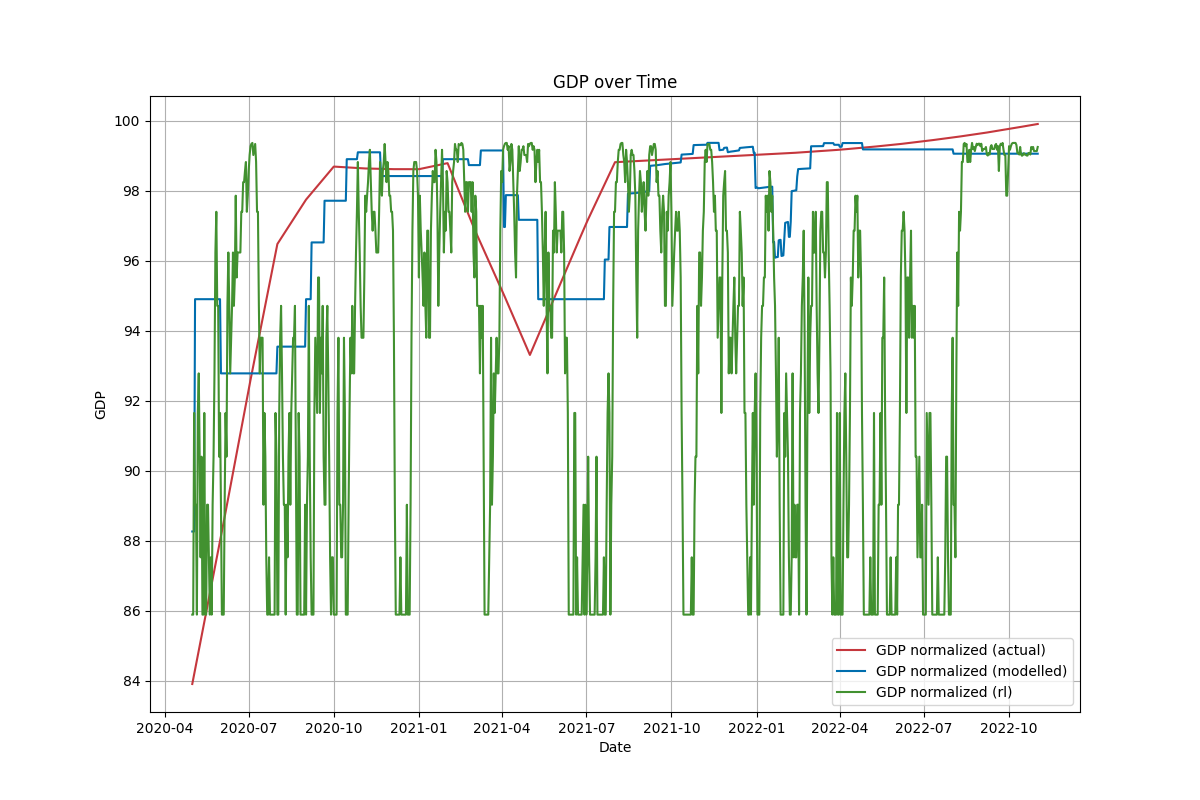 GDP over Time
100
98
96
94
92
90
88
86
84
GDP
GDP normalized (actual)
GDP normalized (modelled)
GDP normalized (rl)
2020-04 2020-07 2020-10 2021-01 2021-04 2021-07 2021-10 2022-01 2022-04 2022-07 2022-10
Date